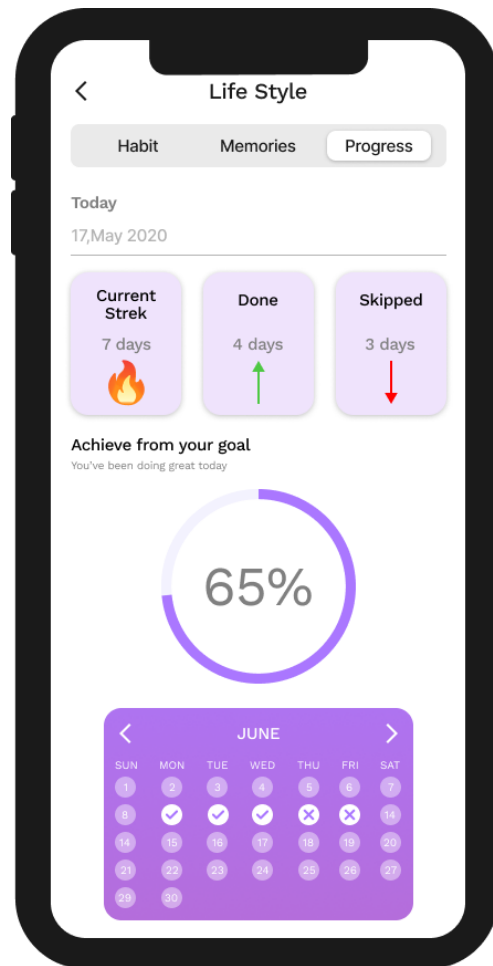 Life Style
Habit Memories Progress
Today
17,May 2020
Current
Strek
7 days
Done
4 days
Skipped
3 days
Achieve from your goal
You've been doing great today
65%
JUNE
SUN MON TUE WED THU FRI SAT
1 2 3 4 5 6 7
8 14
14 15 16 17 18 19 20
21 22 23 24 25 26 27
29 30